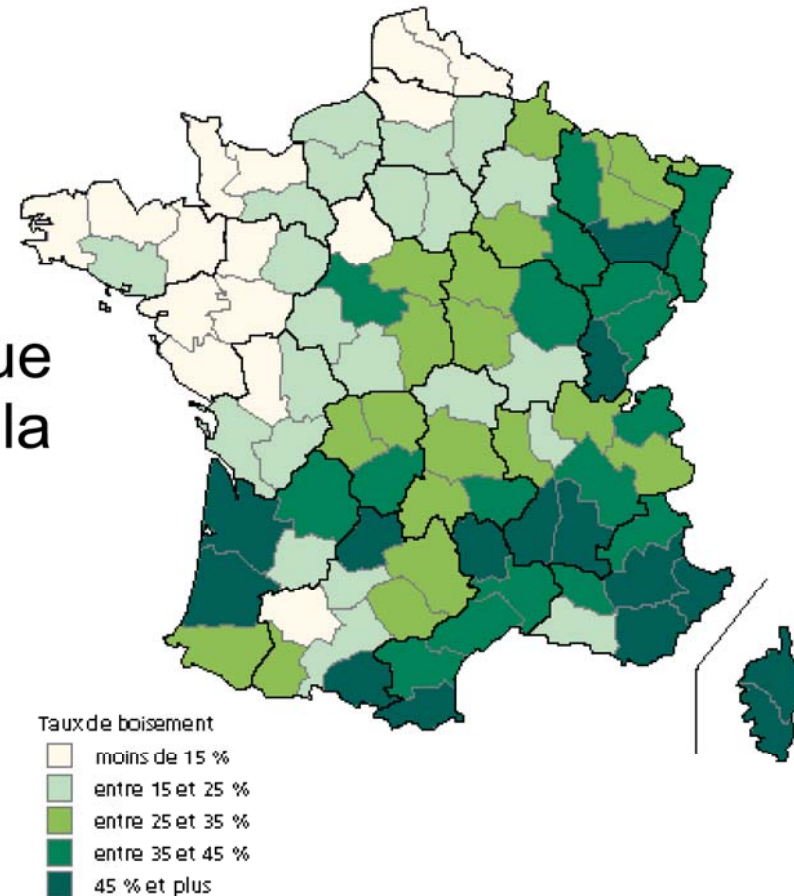 ue
la
Taux de boisement
moins de 15 %
entre 15 et 25 %
entre 25 et 35 %
entre 35 et 45 %
45 % et plus